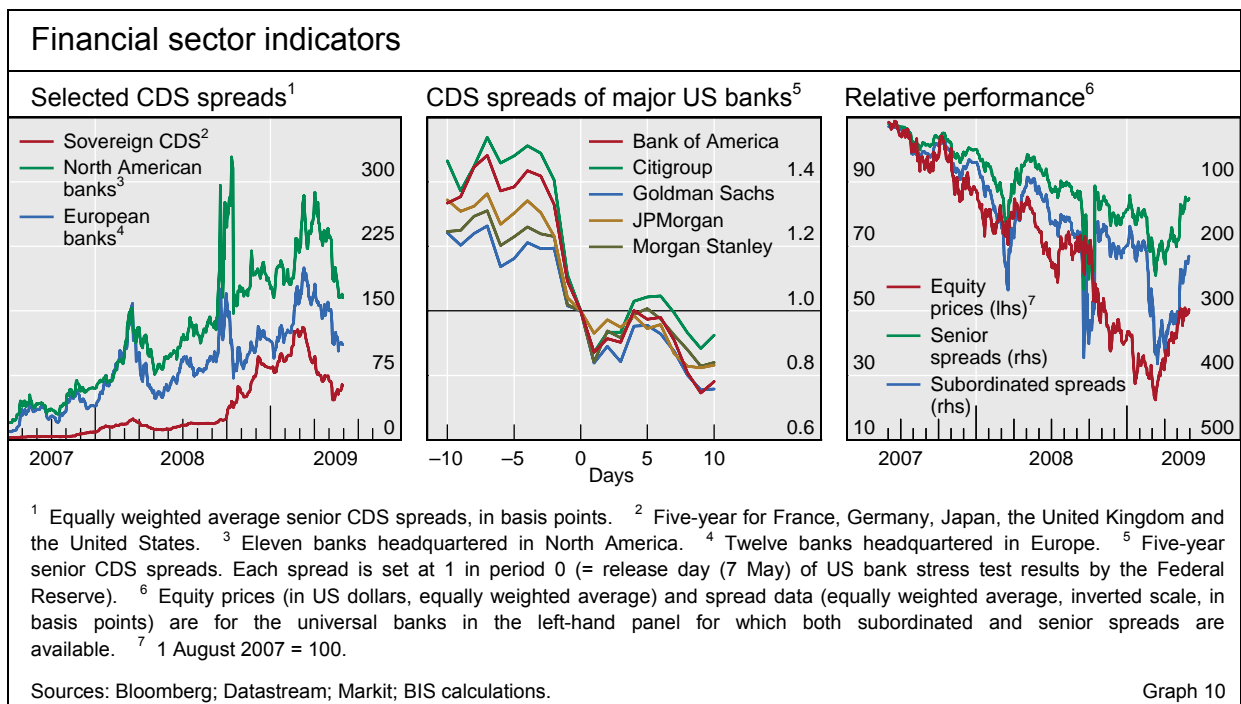 Financial sector indicators
Selected CDS spreads1
Sovereign CDS2
North American
banks3
European
banks4
300
225
150
75
0
2007
2008
2009
CDS spreads of major US banks5
Bank of America
Citigroup
Goldman Sachs
JPMorgan
Morgan Stanley
1.4
1.2
1.0
0.8
0.6
–10
–5
0
5
10
Days
Relative performance6
90
70
50
30
10
100
200
300
400
500
Equity
prices (lhs)7
Senior
spreads (rhs)
Subordinated spreads
(rhs)
2007
2008
2009
1 Equally weighted average senior CDS spreads, in basis points. 2 Five-year for France, Germany, Japan, the United Kingdom and
the United States. 3 Eleven banks headquartered in North America. 4 Twelve banks headquartered in Europe. 5 Five-year
senior CDS spreads. Each spread is set at 1 in period 0 (= release day (7 May) of US bank stress test results by the Federal
Reserve). 6 Equity prices (in US dollars, equally weighted average) and spread data (equally weighted average, inverted scale, in
basis points) are for the universal banks in the left-hand panel for which both subordinated and senior spreads are
available. 7 1 August 2007 = 100.
Sources: Bloomberg; Datastream; Markit; BIS calculations.
Graph 10